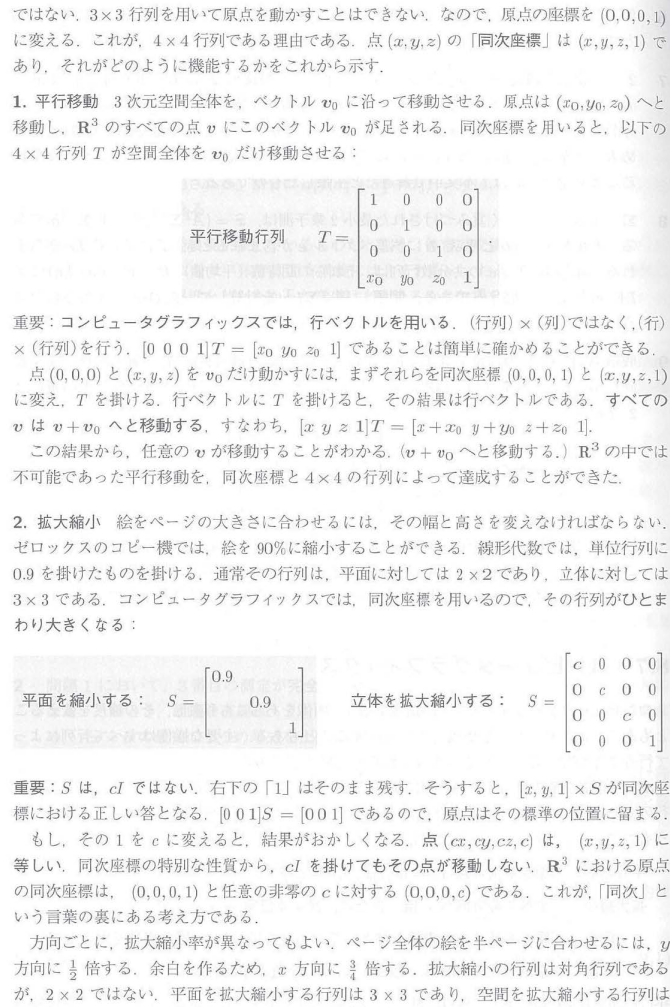 ではない．3×3 行列を用いて原点を動かすことはできない．なので，原点の座標を (0,0,0,1)
に変える．これが，4×4 行列である理由である．点 (x,y,z) の「同次座標」は (x,y,z,1) で
あり，それがどのように機能するかをこれから示す．
1. 平行移動　3 次元空間全体を，ベクトル v₀ に沿って移動させる．原点は (x₀,y₀,z₀) へと
移動し，R³ のすべての点 v にこのベクトル v₀ が足される．同次座標を用いると，以下の
4×4 行列 T が空間全体を v₀ だけ移動させる：
平行移動行列　T = [1 0 0 0
0 1 0 0
0 0 1 0
x₀ y₀ z₀ 1].
重要：コンピュータグラフィックスでは，行ベクトルを用いる．(行列)×(列)ではなく，(行)
×(行列)を行う．[0 0 0 1]T = [x₀ y₀ z₀ 1] であることは簡単に確かめることができる．
点 (0,0,0) と (x,y,z) を v₀ だけ動かすには，まずそれらを同次座標 (0,0,0,1) と (x,y,z,1)
に変え，T を掛ける．行ベクトルに T を掛けると，その結果は行ベクトルである．すべての
v は v+v₀ へと移動する，すなわち，[x y z 1]T = [x+x₀ y+y₀ z+z₀ 1].
この結果から，任意の v が移動することがわかる．(v+v₀ へと移動する．) R³ の中では
不可能であった平行移動を，同次座標と 4×4 の行列によって達成することができた．
2. 拡大縮小　絵をページの大きさに合わせるには，その幅と高さを変えなければならない．
ゼロックスのコピー機では，絵を 90%に縮小することができる．線形代数では，単位行列に
0.9 を掛けたものを掛ける．通常その行列は，平面に対しては 2×2 であり，立体に対しては
3×3 である．コンピュータグラフィックスでは，同次座標を用いるので，その行列がひとま
わり大きくなる：
平面を縮小する：　S = [0.9
0.9
1]　立体を拡大縮小する：　S = [c 0 0 0
0 c 0 0
0 0 c 0
0 0 0 1]
重要：S は，cI ではない．右下の「1」はそのまま残す．そうすると，[x,y,1]×S が同次座
標における正しい答となる．[0 0 1]S = [0 0 1] であるので，原点はその標準の位置に留まる．
もし，その 1 を c に変えると，結果がおかしくなる．点 (cx,cy,cz,c) は，(x,y,z,1) に
等しい．同次座標の特別な性質から，cI を掛けてもその点が移動しない．R³ における原点
の同次座標は，(0,0,0,1) と任意の非零の c に対する (0,0,0,c) である．これが，「同次」と
いう言葉の裏にある考え方である．
方向ごとに，拡大縮小率が異なってもよい．ページ全体の絵を半ページに合わせるには，y
方向に 1/2 倍する．余白を作るため，x 方向に 3/4 倍する．拡大縮小の行列は対角行列である
が，2×2 ではない．平面を拡大縮小する行列は 3×3 であり，空間を拡大縮小する行列は